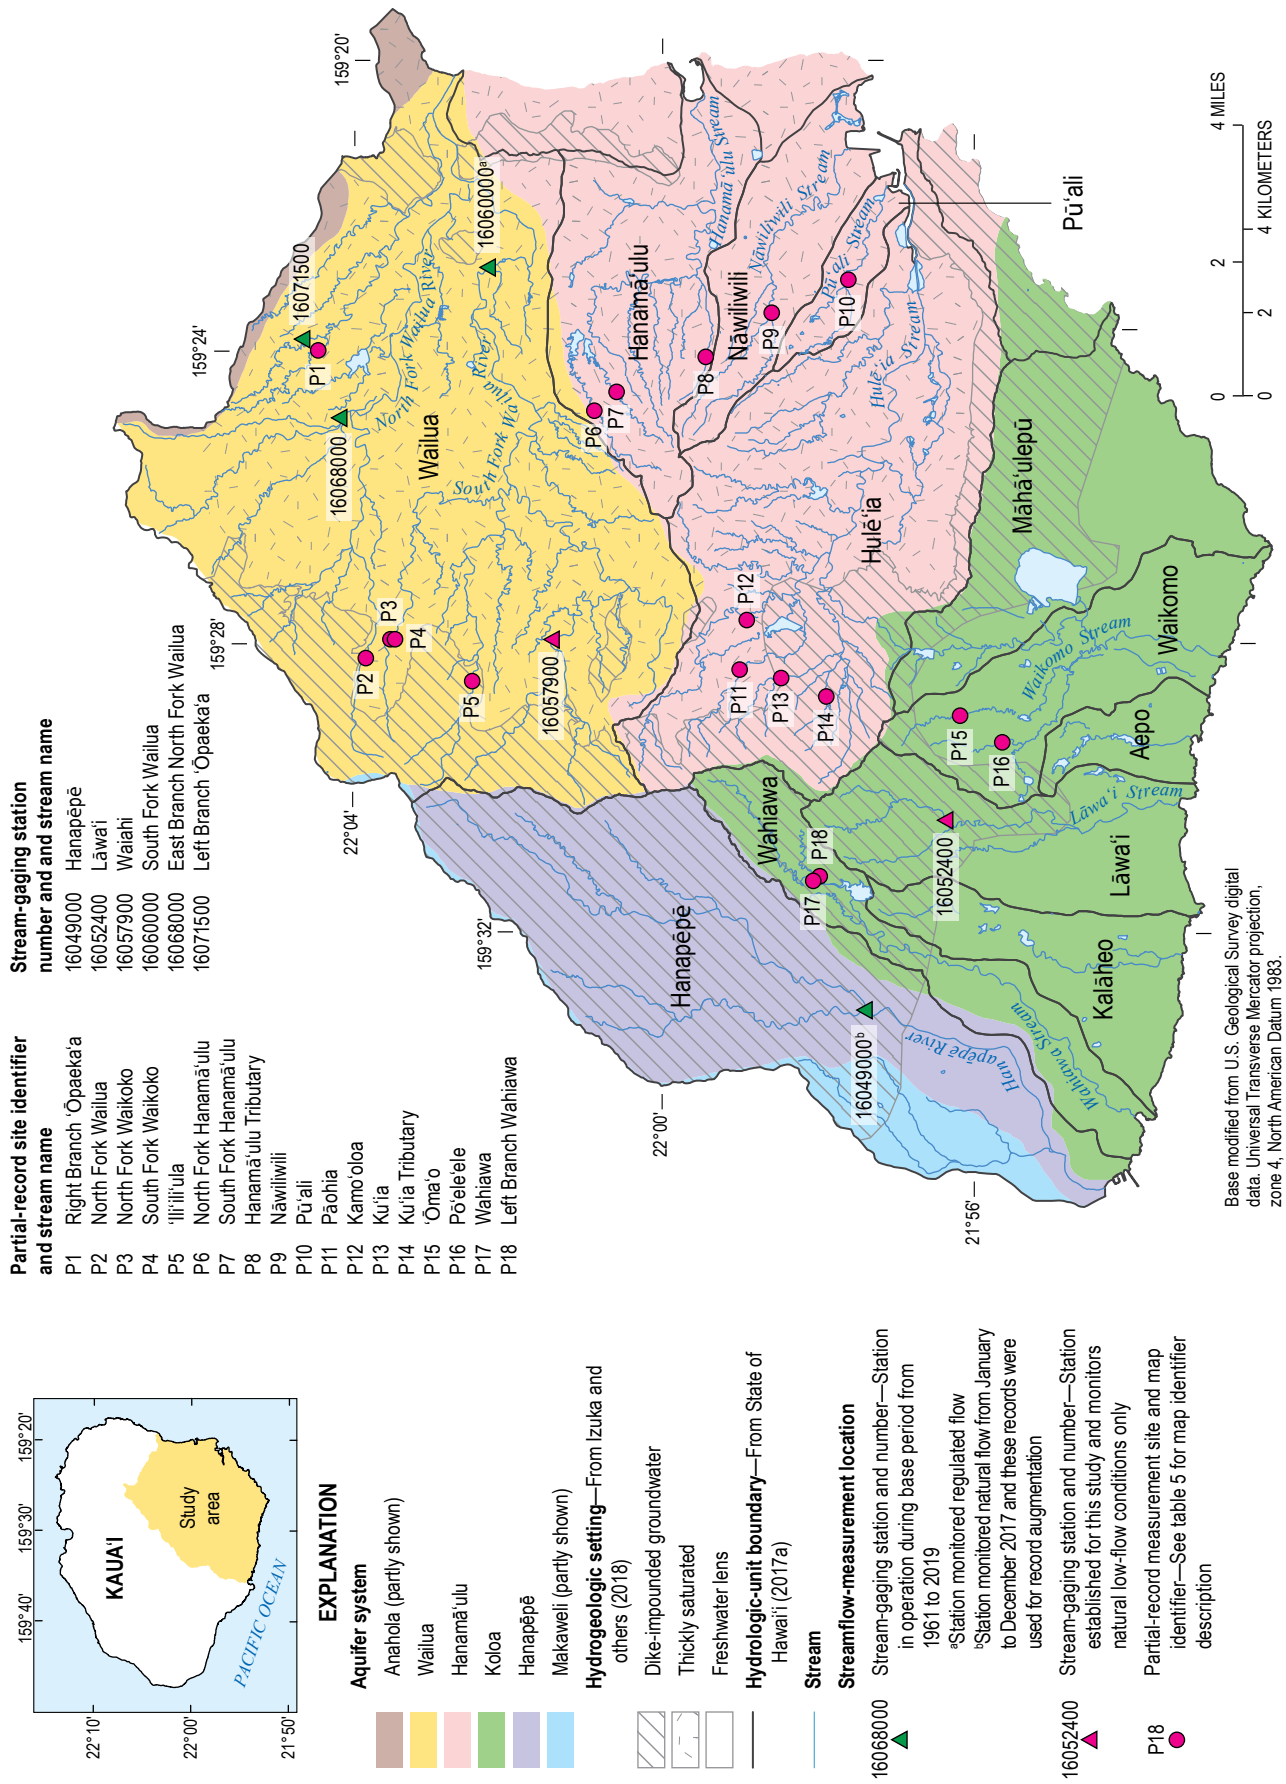 159°40'
159°30'
159°20'
22°10'
22°00'
21°50'
KAUAʻI
Study
area
PACIFIC OCEAN
EXPLANATION
Aquifer system
Anahola (partly shown)
Wailua
Hanmāʻulu
Koloa
Hanapēpē
Makaweli (partly shown)
Hydrogeologic setting—From Izuka and
others (2018)
Dike-impounded groundwater
Thickly saturated
Freshwater lens
Hydrologic-unit boundary—From State of
Hawaiʻi (2017a)
Stream
Streamflow-measurement location
16068000
Stream-gaging station and number—Station
in operation during base period from
1961 to 2019
ᵃStation monitored regulated flow
ᵇStation monitored natural flow from January
to December 2017 and these records were
used for record augmentation
16052400
Stream-gaging station and number—Station
established for this study and monitors
natural low-flow conditions only
P18
Partial-record measurement site and map
identifier—See table 5 for map identifier
description
Partial-record site identifier
and stream name
P1 Right Branch ʻŌpaekaʻa
P2 North Fork Wailua
P3 North Fork Waikoko
P4 South Fork Waikoko
P5 ʻIliʻiliʻula
P6 North Fork Hanamāʻulu
P7 South Fork Hanamāʻulu
P8 Hanamāʻulu Tributary
P9 Nāwiliwili
P10 Pūʻali
P11 Pāohia
P12 Kamoʻoloa
P13 Kuʻia
P14 Kuʻia Tributary
P15 ʻŌmaʻo
P16 Pōʻeleʻele
P17 Wahiawa
P18 Left Branch Wahiawa
Stream-gaging station
number and and stream name
16049000 Hanapēpē
16052400 Lāwaʻi
16057900 Waiahi
16060000 South Fork Wailua
16068000 East Branch North Fork Wailua
16071500 Left Branch ʻŌpaekaʻa
159°20'
159°24'
159°28'
159°32'
22°04'
22°00'
21°56'
16071500
P1
16068000
North Fork Wailua River
Wailua
16060000ᵃ
South Fork Wailua River
P2
P3
P4
P5
16057900
P6
P7
Hanamāʻulu
Hanamāʻulu Stream
P8
Nāwiliwili
Nāwiliwili Stream
P9
Pūʻali Stream
P10
Pūʻali
Hulēʻia Stream
Hulēʻia
P12
P11
P13
P14
Māhāʻulepū
Waikomo Stream
Waikomo
P15
P16
Aepo
Lāwaʻi Stream
Lāwaʻi
16052400
Wahiawa
P18
P17
Kalāheo
Hanapēpē
16049000ᵇ
Hanapēpē River
Wahiawa Stream
0 2 4 MILES
0 2 4 KILOMETERS
Base modified from U.S. Geological Survey digital
data. Universal Transverse Mercator projection,
zone 4, North American Datum 1983.